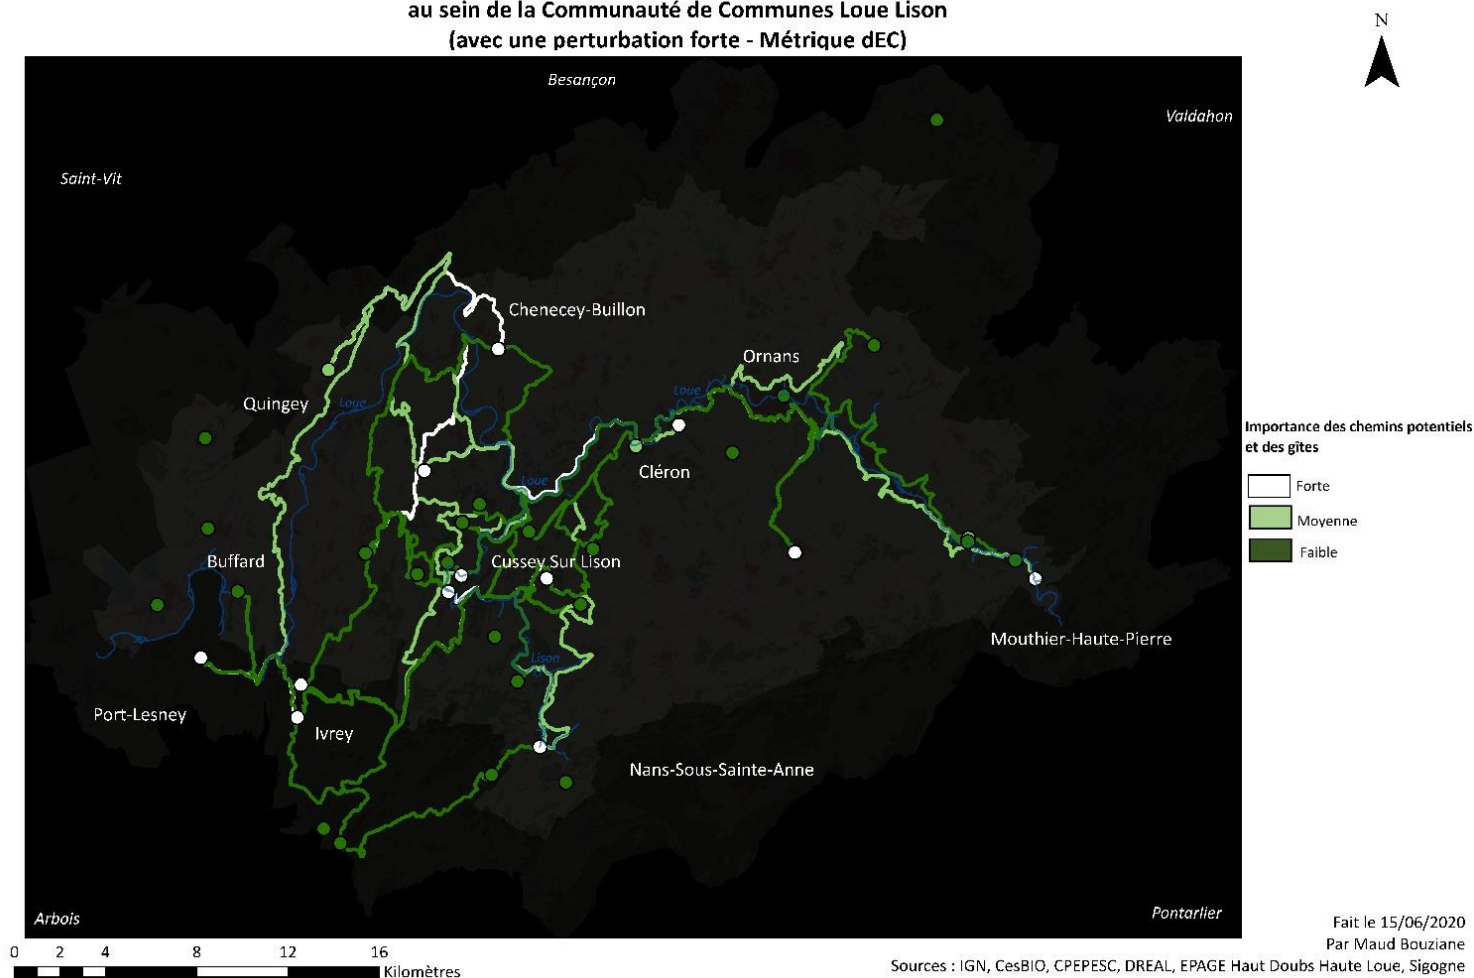 au sein de la Communauté de Communes Loue Lison
(avec une perturbation forte - Métrique dEC)
N
Besançon
Valdahon
Saint-Vit
Chenecey-Buillon
Ornans
Loue
Quingey
Loue
Cléron
Loue
Buffard
Cussey Sur Lison
Mouthier-Haute-Pierre
Lison
Port-Lesney
Ivrey
Nans-Sous-Sainte-Anne
Arbois
Pontarlier
Importance des chemins potentiels
et des gîtes
Forte
Moyenne
Faible
0 2 4 8 12 16
Kilomètres
Fait le 15/06/2020
Par Maud Bouziane
Sources : IGN, CesBIO, CPEPESC, DREAL, EPAGE Haut Doubs Haute Loue, Sigogne